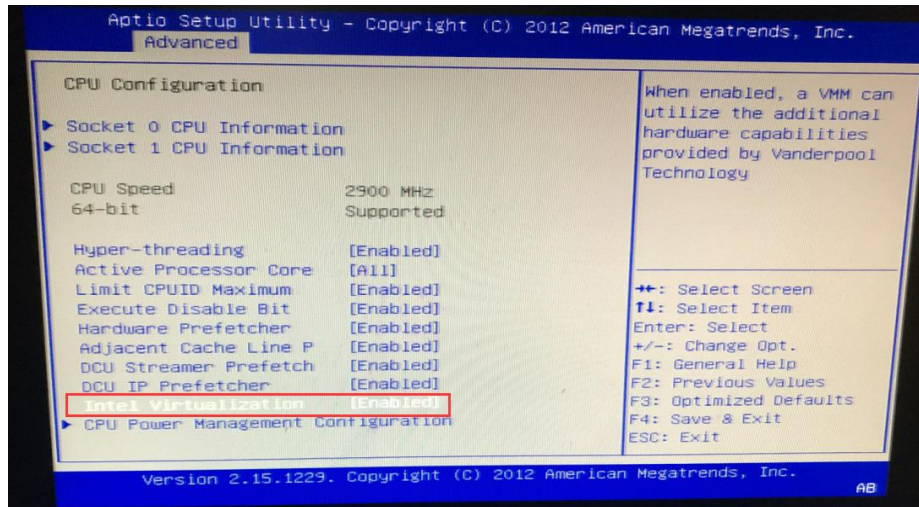 Aptio Setup Utility – Copyright (C) 2012 American Megatrends, Inc.
Advanced
CPU Configuration
Socket 0 CPU Information
Socket 1 CPU Information
CPU Speed 2900 MHz
64-bit Supported
Hyper-threading [Enabled]
Active Processor Core [All]
Limit CPUID Maximum [Enabled]
Execute Disable Bit [Enabled]
Hardware Prefetcher [Enabled]
Adjacent Cache Line P [Enabled]
DCU Streamer Prefetch [Enabled]
DCU IP Prefetcher [Enabled]
Intel Virtualization [Enabled]
CPU Power Management Configuration
When enabled, a VMM can
utilize the additional
hardware capabilities
provided by Vanderpool
Technology
→←: Select Screen
↑↓: Select Item
Enter: Select
+/-: Change Opt.
F1: General Help
F2: Previous Values
F3: Optimized Defaults
F4: Save & Exit
ESC: Exit
Version 2.15.1229. Copyright (C) 2012 American Megatrends, Inc.
AB